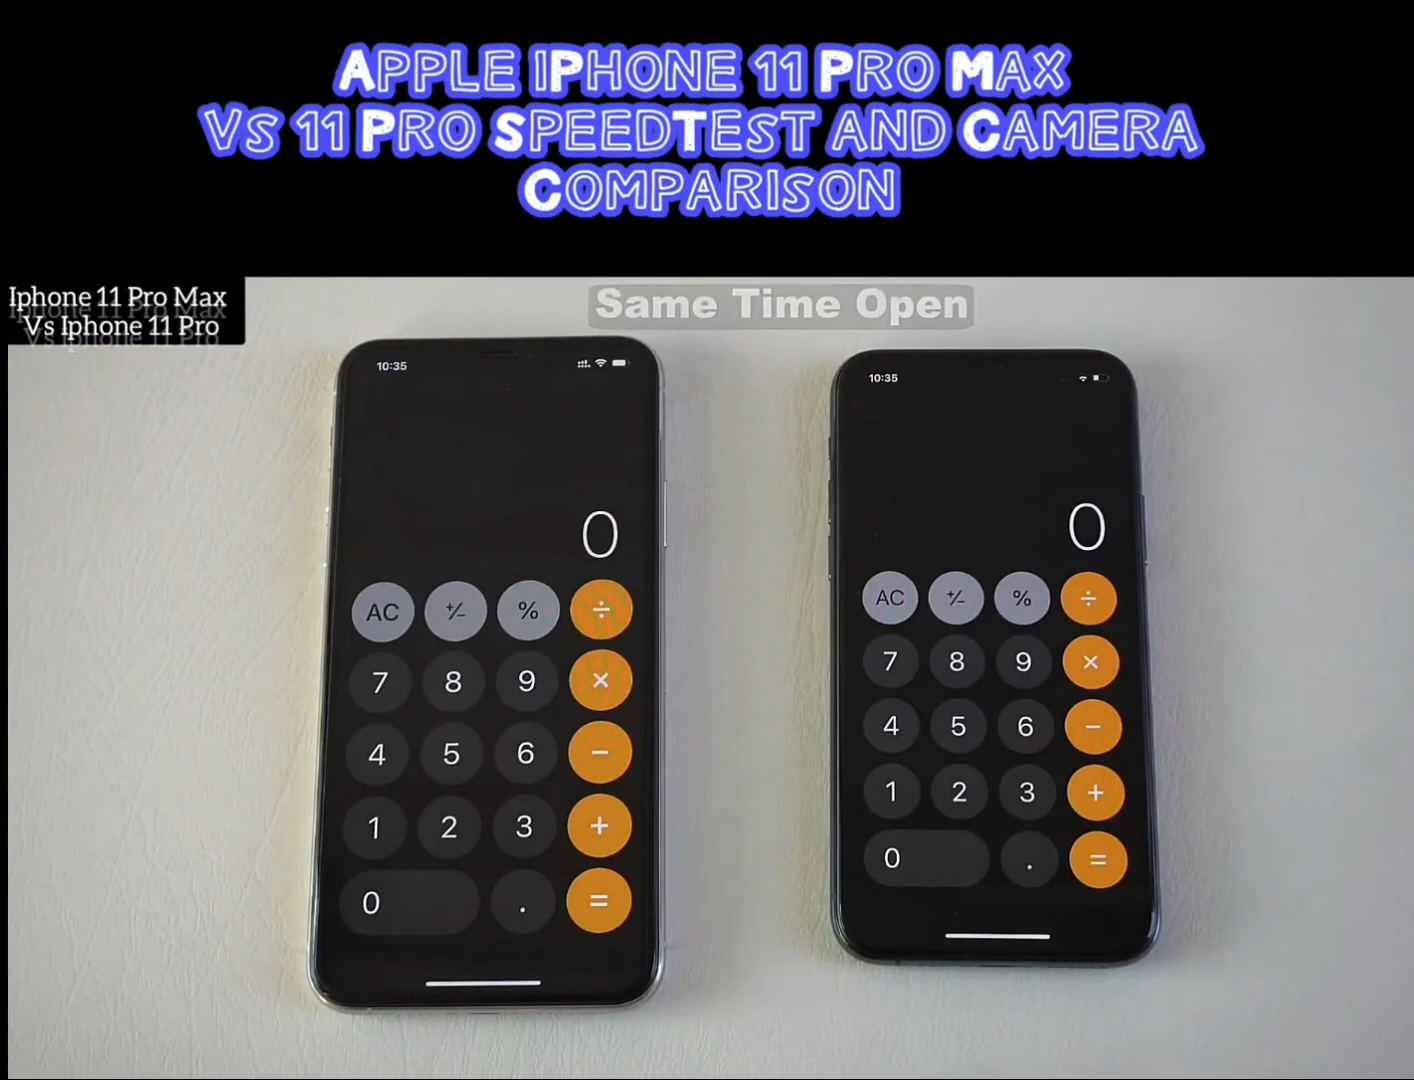 Apple iPhone 11 Pro Max
Vs 11 Pro SpeedTest and Camera
Comparison
Iphone 11 Pro Max
Vs Iphone 11 Pro
Same Time Open
10:35
0
AC +/- % ÷
7 8 9 ×
4 5 6 −
1 2 3 +
0 . =
10:35
0
AC +/- % ÷
7 8 9 ×
4 5 6 −
1 2 3 +
0 . =